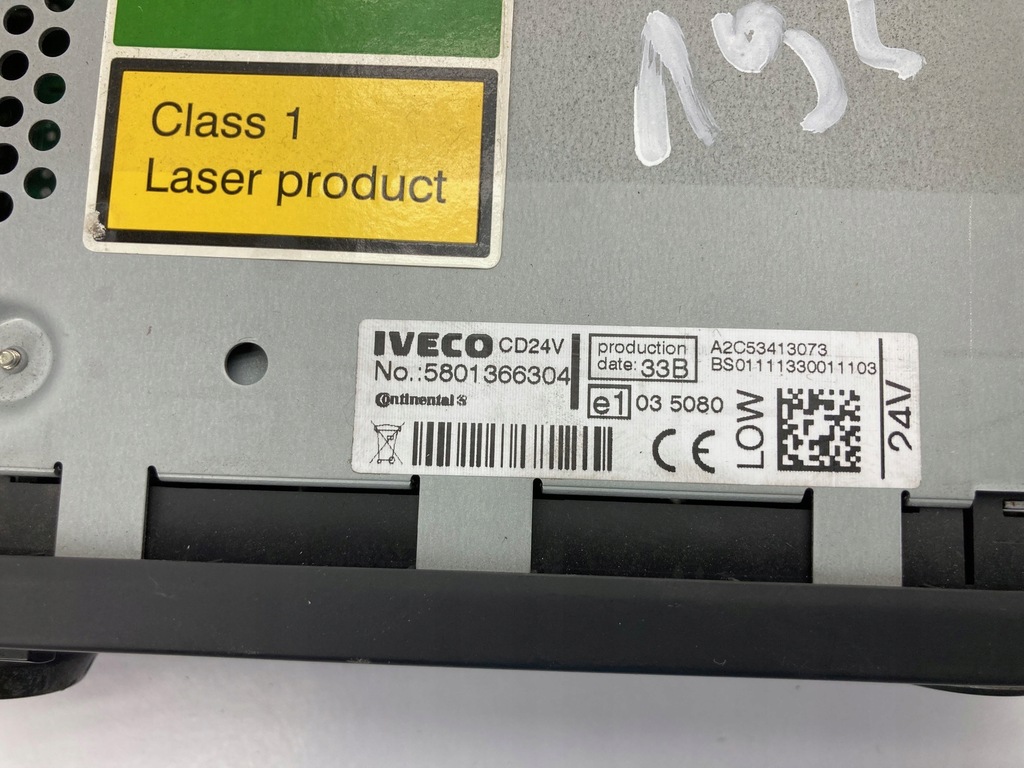 Class 1
Laser product
IVECO CD24V
No.:5801366304
Continental
production
date: 33B
A2C53413073
BS01111330011103
e1 03 5080
CE
LOW
24V